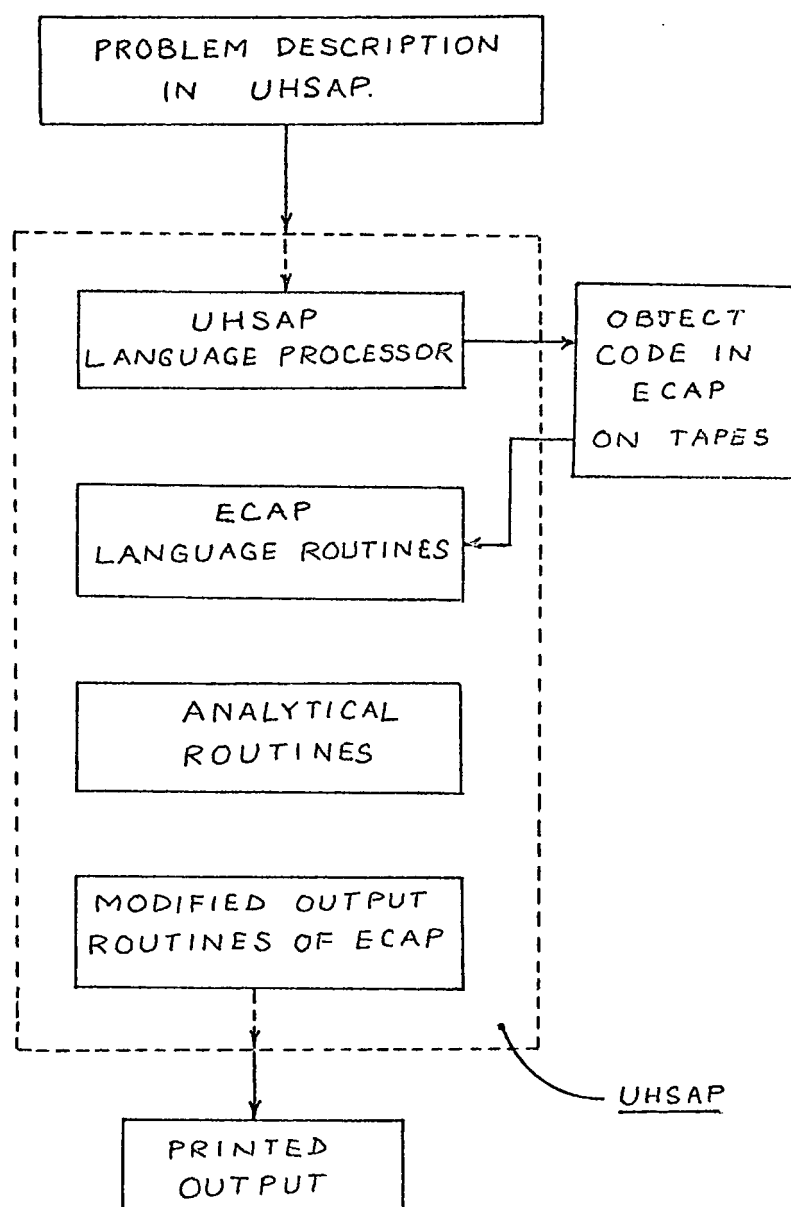 PROBLEM DESCRIPTION
IN UHSAP.
UHSAP
LANGUAGE PROCESSOR
OBJECT
CODE IN
ECAP
ON TAPES
ECAP
LANGUAGE ROUTINES
ANALYTICAL
ROUTINES
MODIFIED OUTPUT
ROUTINES OF ECAP
UHSAP
PRINTED
OUTPUT